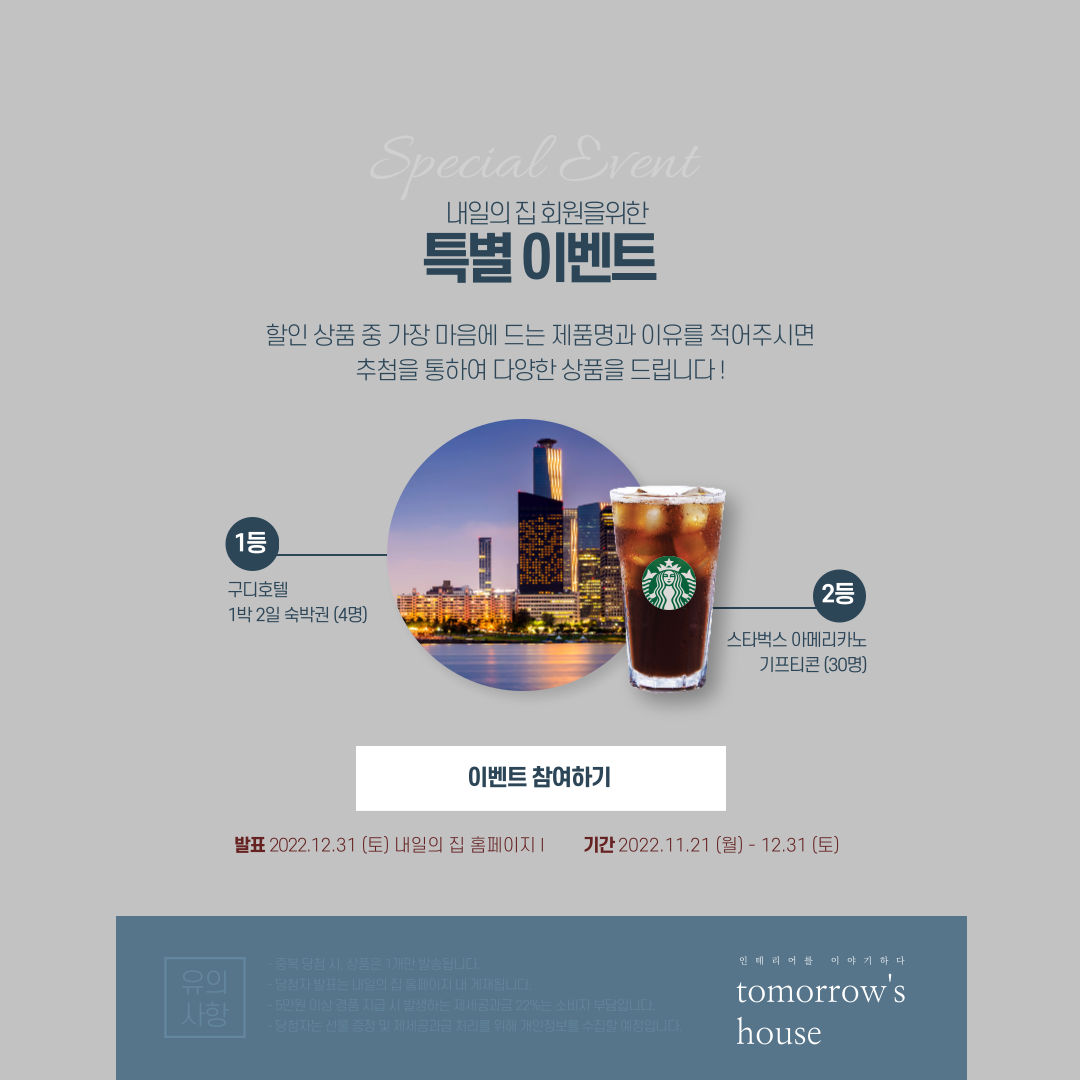 Special Event
내일의 집 회원을위한
특별 이벤트
할인 상품 중 가장 마음에 드는 제품명과 이유를 적어주시면
추첨을 통하여 다양한 상품을 드립니다 !
1등
구디호텔
1박 2일 숙박권 (4명)
2등
스타벅스 아메리카노
기프티콘 (30명)
이벤트 참여하기
발표 2022.12.31 (토) 내일의 집 홈페이지 I 기간 2022.11.21 (월) - 12.31 (토)
유의
사항
- 중복 당첨 시, 상품은 1개만 발송됩니다.
- 당첨자 발표는 내일의 집 홈페이지 내 게재됩니다.
- 5만원 이상 경품 지급 시 발생하는 제세공과금 22%는 소비자 부담입니다.
- 당첨자는 선물 증정 및 제세공과금 처리를 위해 개인정보를 수집할 예정입니다.
인테리어를 이야기하다
tomorrow's
house